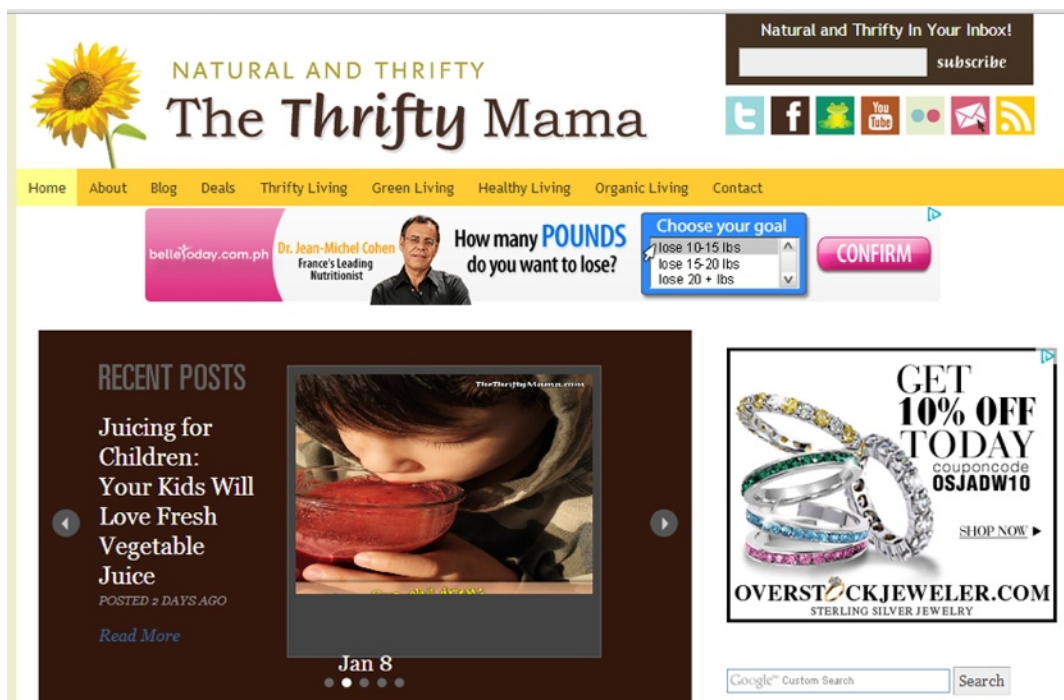 Natural and Thrifty In Your Inbox!
subscribe
NATURAL AND THRIFTY
The Thrifty Mama
You
Tube
Home About Blog Deals Thrifty Living Green Living Healthy Living Organic Living Contact
belletoday.com.ph
Dr. Jean-Michel Cohen
France's Leading
Nutritionist
How many POUNDS
do you want to lose?
Choose your goal
lose 10-15 lbs
lose 15-20 lbs
lose 20 + lbs
CONFIRM
RECENT POSTS
Juicing for
Children:
Your Kids Will
Love Fresh
Vegetable
Juice
POSTED 2 DAYS AGO
Read More
TheThriftyMama.com
Jan 8
GET
10% OFF
TODAY
couponcode
OSJADW10
SHOP NOW
OVERSTOCKJEWELER.COM
STERLING SILVER JEWELRY
Google™ Custom Search
Search